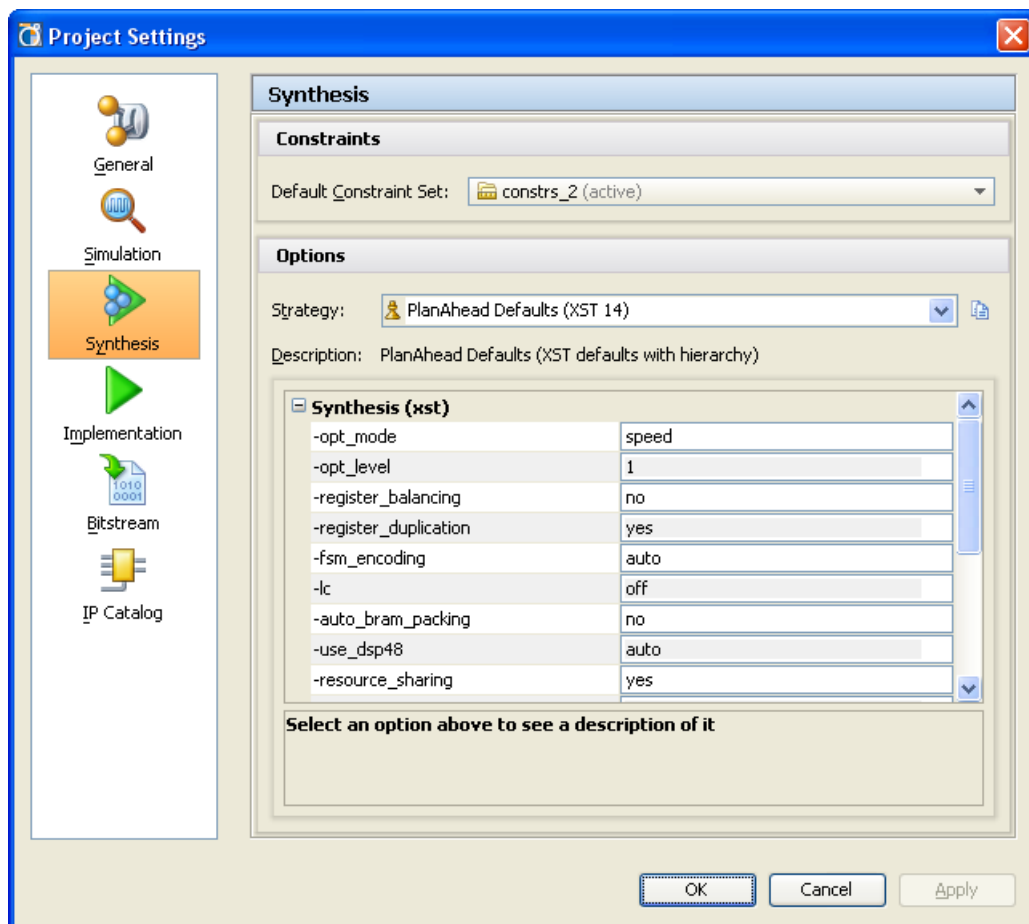 Project Settings
General
Simulation
Synthesis
Implementation
1010
0001
Bitstream
IP Catalog
Synthesis
Constraints
Default Constraint Set: constrs_2 (active)
Options
Strategy: PlanAhead Defaults (XST 14)
Description: PlanAhead Defaults (XST defaults with hierarchy)
Synthesis (xst)
-opt_mode speed
-opt_level 1
-register_balancing no
-register_duplication yes
-fsm_encoding auto
-lc off
-auto_bram_packing no
-use_dsp48 auto
-resource_sharing yes
Select an option above to see a description of it
OK Cancel Apply